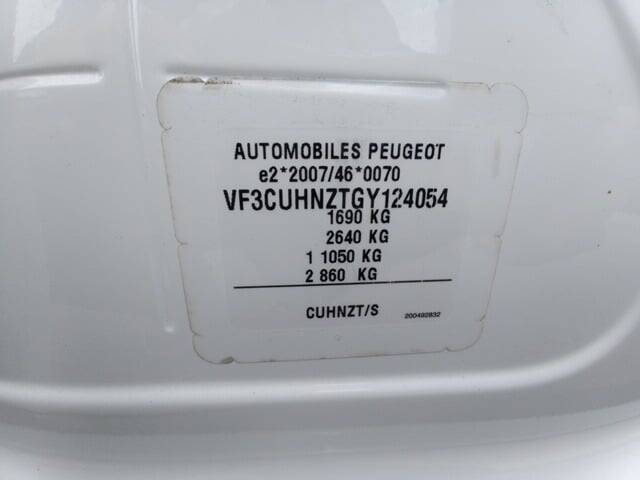 AUTOMOBILES PEUGEOT
e2*2007/46*0070
VF3CUHNZTGY124054
1690 KG
2640 KG
1 1050 KG
2 860 KG
CUHNZT/S 200492832